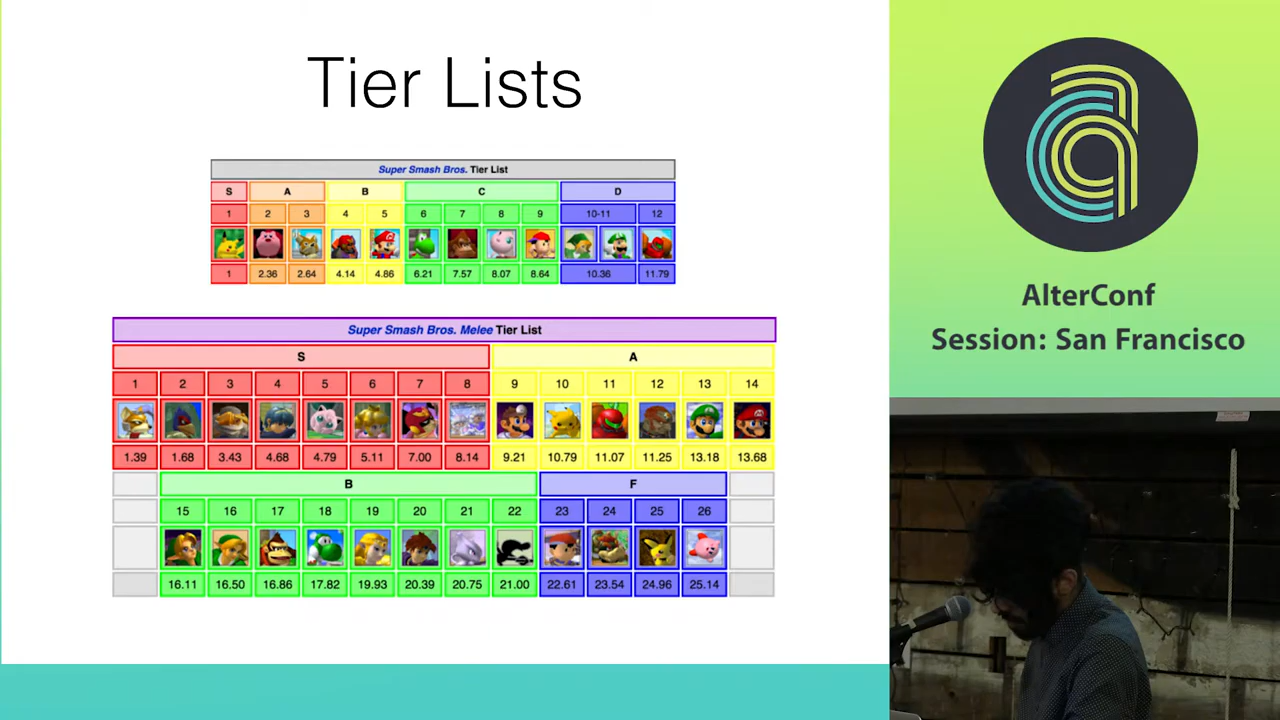 Tier Lists
Super Smash Bros. Tier List
S A B C D
1 2 3 4 5 6 7 8 9 10-11 12
1 2.36 2.64 4.14 4.86 6.21 7.57 8.07 8.64 10.36 11.79
Super Smash Bros. Melee Tier List
S A
1 2 3 4 5 6 7 8 9 10 11 12 13 14
1.39 1.68 3.43 4.68 4.79 5.11 7.00 8.14 9.21 10.79 11.07 11.25 13.18 13.68
B F
15 16 17 18 19 20 21 22 23 24 25 26
16.11 16.50 16.86 17.82 19.93 20.39 20.75 21.00 22.61 23.54 24.96 25.14
AlterConf
Session: San Francisco